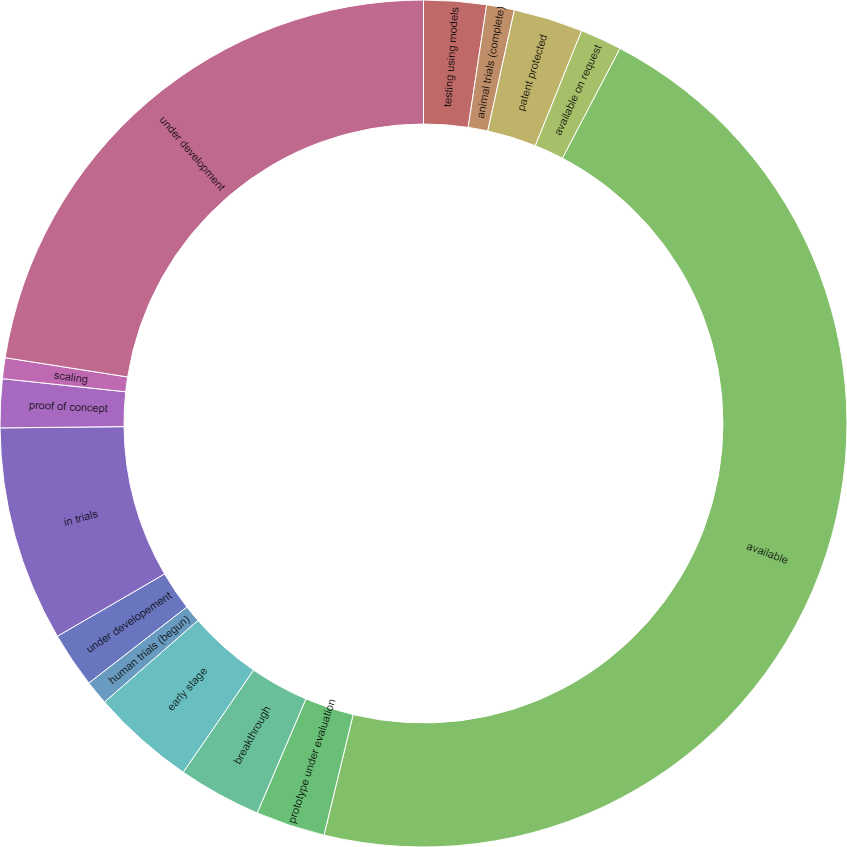 testing using models
animal trials (complete)
patent protected
available on request
available
prototype under evaluation
breakthrough
early stage
human trials (begun)
under developement
in trials
proof of concept
scaling
under development